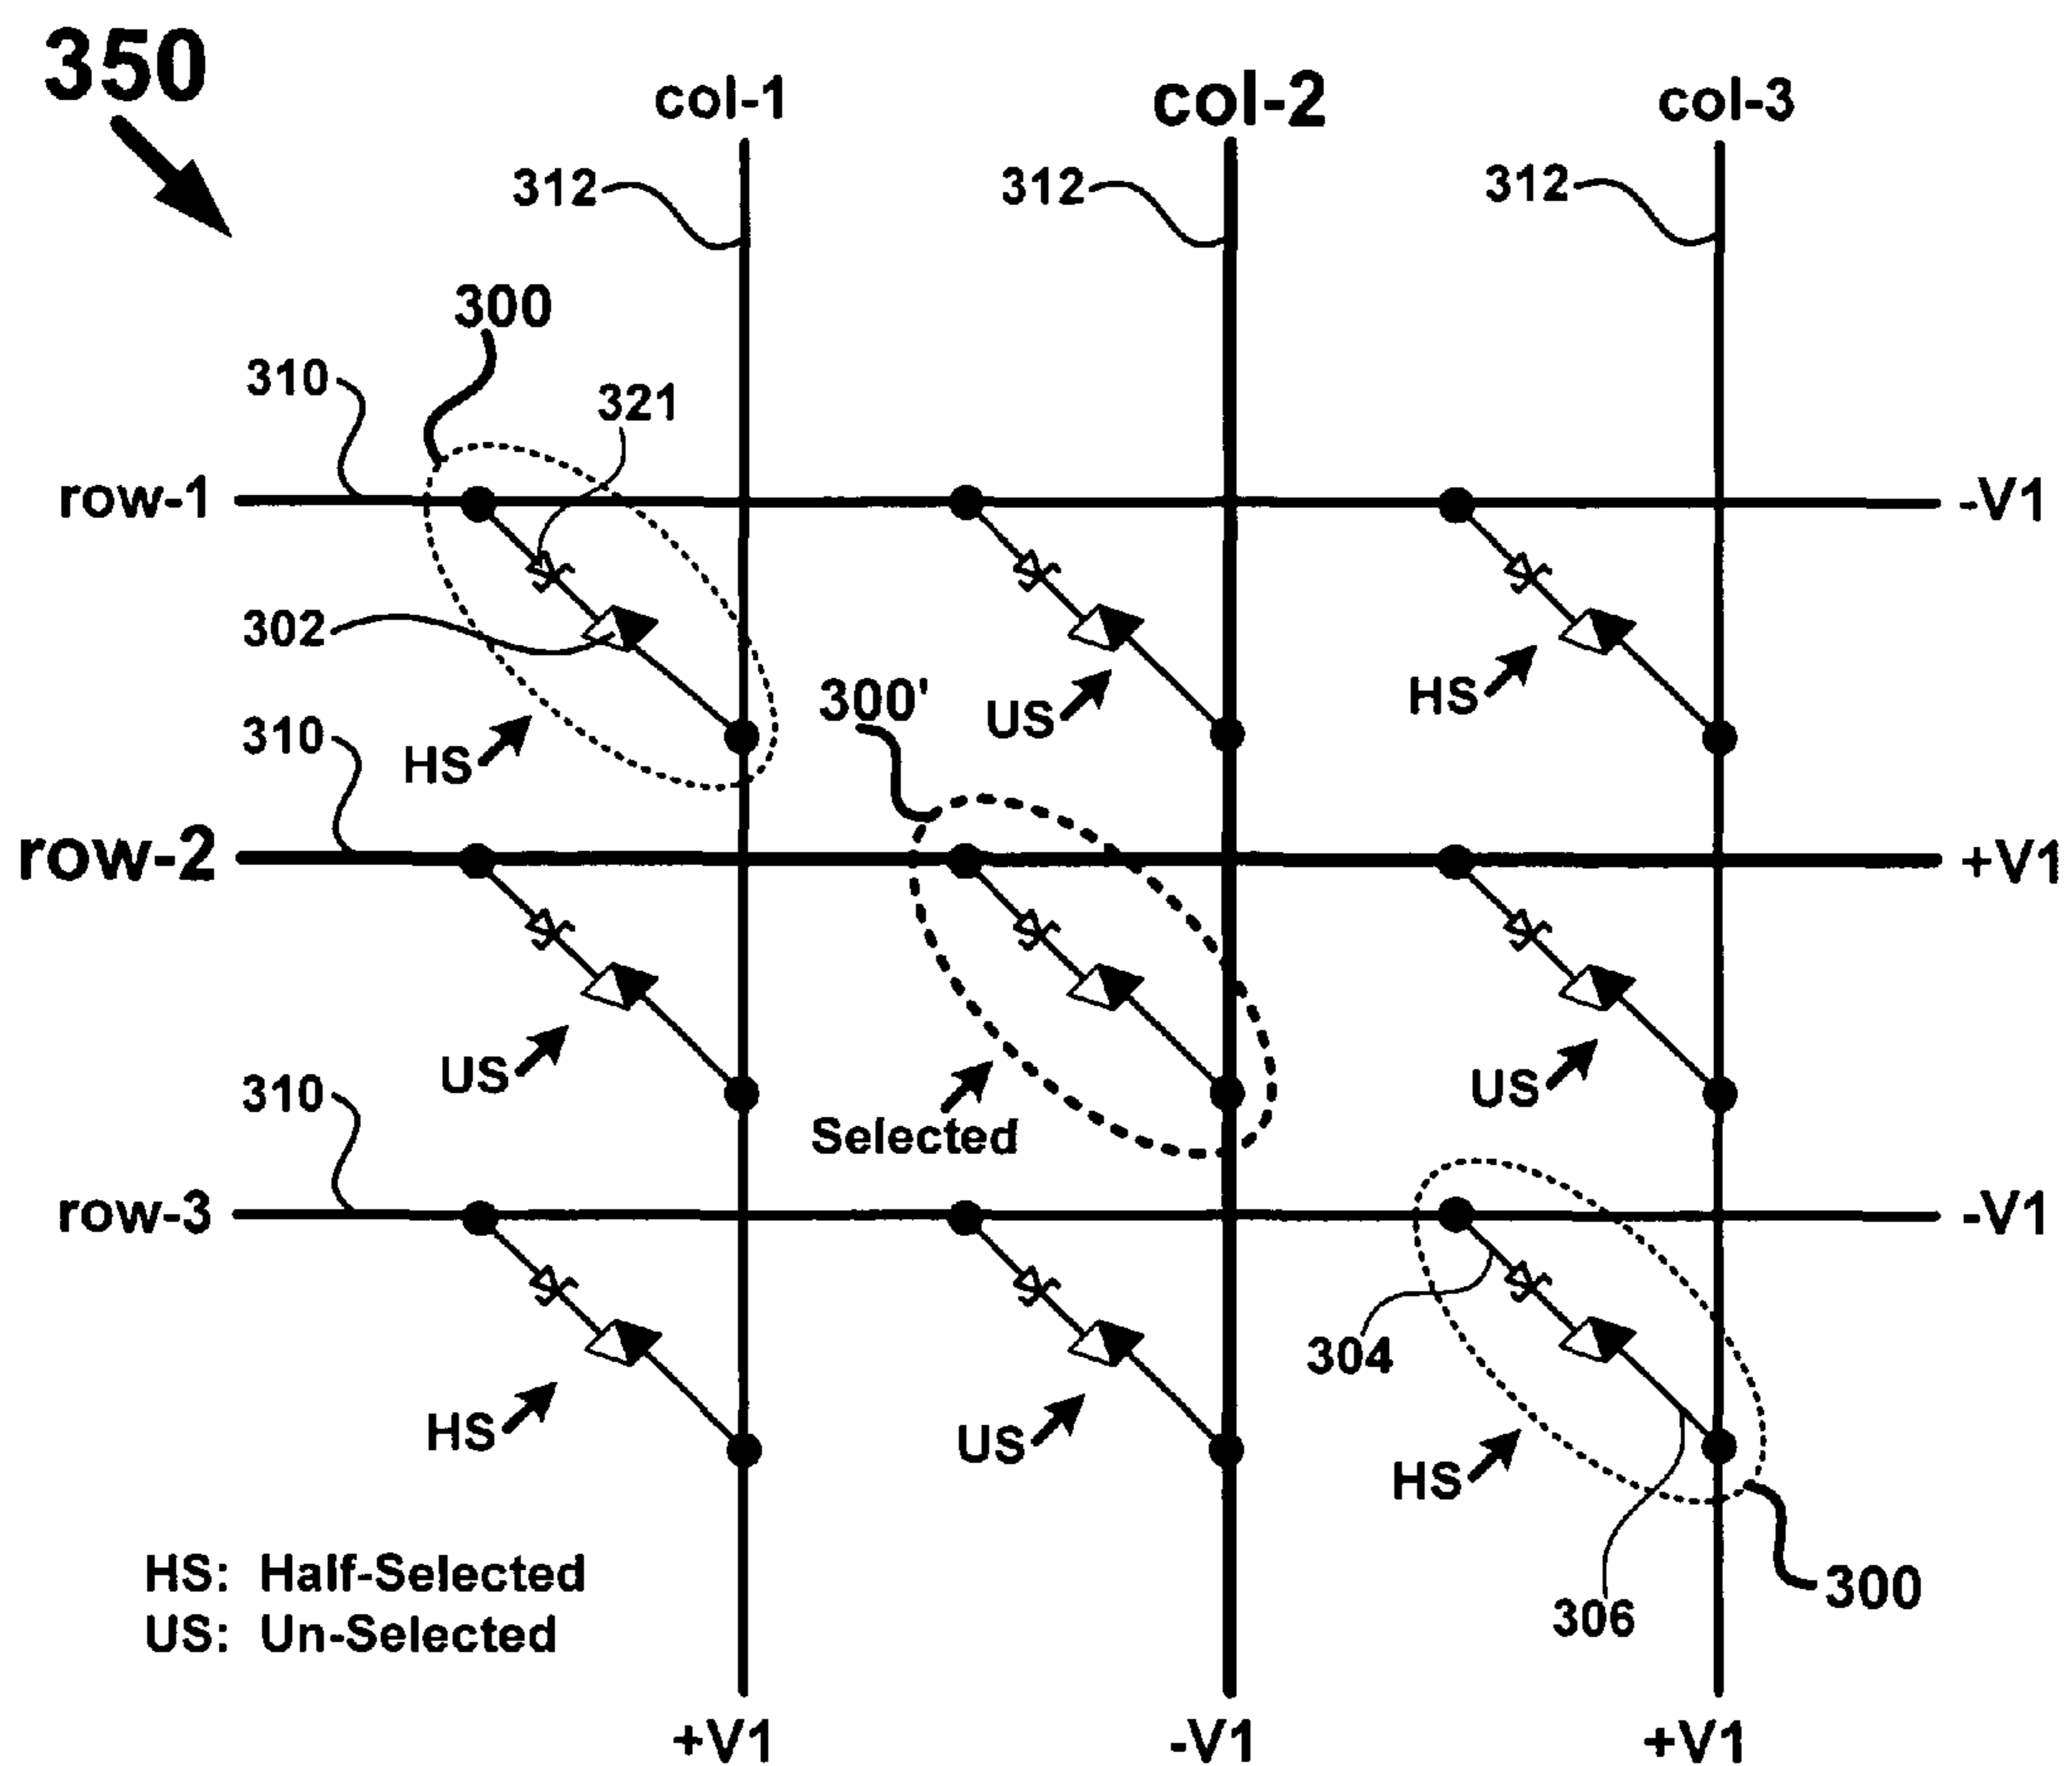 350
col-1
col-2
col-3
312
312
312
300
310
321
row-1
-V1
302
300'
HS
US
HS
310
row-2
+V1
US
US
310
Selected
row-3
-V1
304
HS
US
HS
HS: Half-Selected
US: Un-Selected
300
306
+V1
-V1
+V1